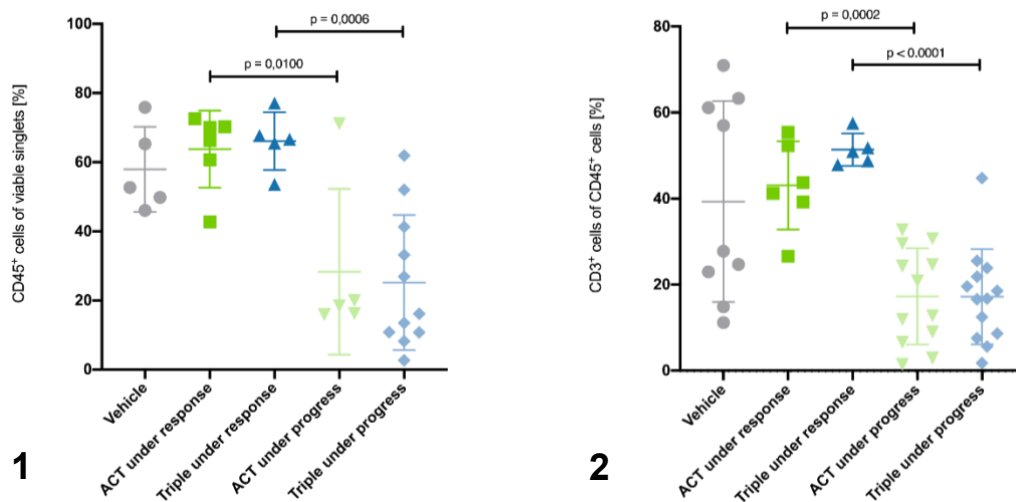 CD45⁺ cells of viable singlets [%]
100
80
60
40
20
0
p = 0,0006
p = 0,0100
Vehicle
ACT under response
Triple under response
ACT under progress
Triple under progress
1
CD3⁺ cells of CD45⁺ cells [%]
80
60
40
20
0
p = 0,0002
p < 0.0001
Vehicle
ACT under response
Triple under response
ACT under progress
Triple under progress
2